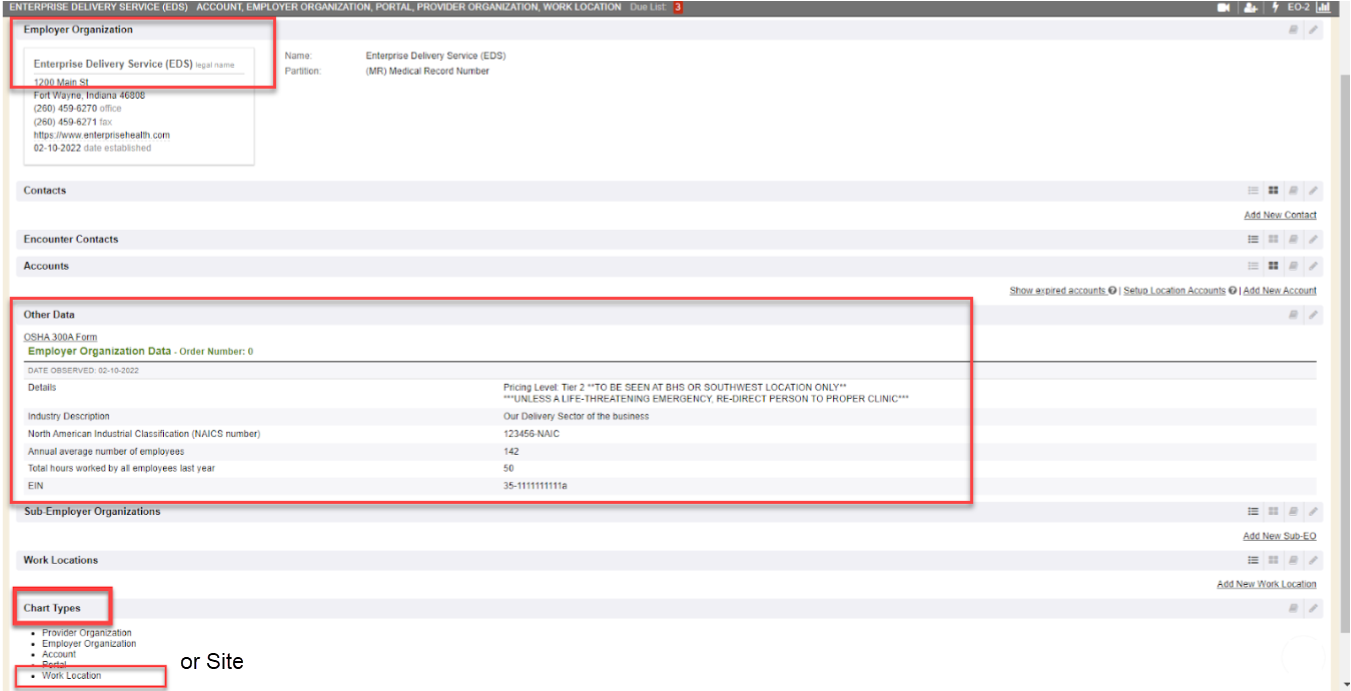 ENTERPRISE DELIVERY SERVICE (EDS) ACCOUNT, EMPLOYER ORGANIZATION, PORTAL, PROVIDER ORGANIZATION, WORK LOCATION Due List: 3 EO-2
Employer Organization
Enterprise Delivery Service (EDS) legal name
1200 Main St
Fort Wayne, Indiana 46808
(260) 459-6270 office
(260) 459-6271 fax
https://www.enterprisehealth.com
02-10-2022 date established
Name: Enterprise Delivery Service (EDS)
Partition: (MR) Medical Record Number
Contacts
Add New Contact
Encounter Contacts
Accounts
Show expired accounts | Setup Location Accounts | Add New Account
Other Data
OSHA 300A Form
Employer Organization Data - Order Number: 0
DATE OBSERVED: 02-10-2022
Details Pricing Level: Tier 2 **TO BE SEEN AT BHS OR SOUTHWEST LOCATION ONLY**
***UNLESS A LIFE-THREATENING EMERGENCY, RE-DIRECT PERSON TO PROPER CLINIC***
Industry Description Our Delivery Sector of the business
North American Industrial Classification (NAICS number) 123456-NAIC
Annual average number of employees 142
Total hours worked by all employees last year 50
EIN 35-1111111111a
Sub-Employer Organizations
Add New Sub-EO
Work Locations
Add New Work Location
Chart Types
Provider Organization
Employer Organization
Account
Portal
Work Location
or Site